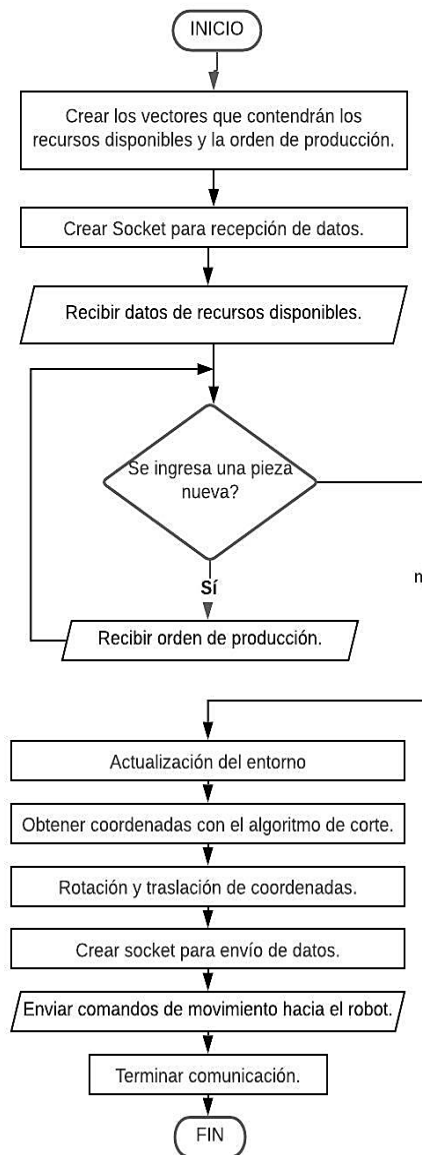 INICIO
Crear los vectores que contendrán los
recursos disponibles y la orden de producción.
Crear Socket para recepción de datos.
Recibir datos de recursos disponibles.
Se ingresa una pieza
nueva?
Sí
Recibir orden de producción.
Actualización del entorno
Obtener coordenadas con el algoritmo de corte.
Rotación y traslación de coordenadas.
Crear socket para envío de datos.
Enviar comandos de movimiento hacia el robot.
Terminar comunicación.
FIN